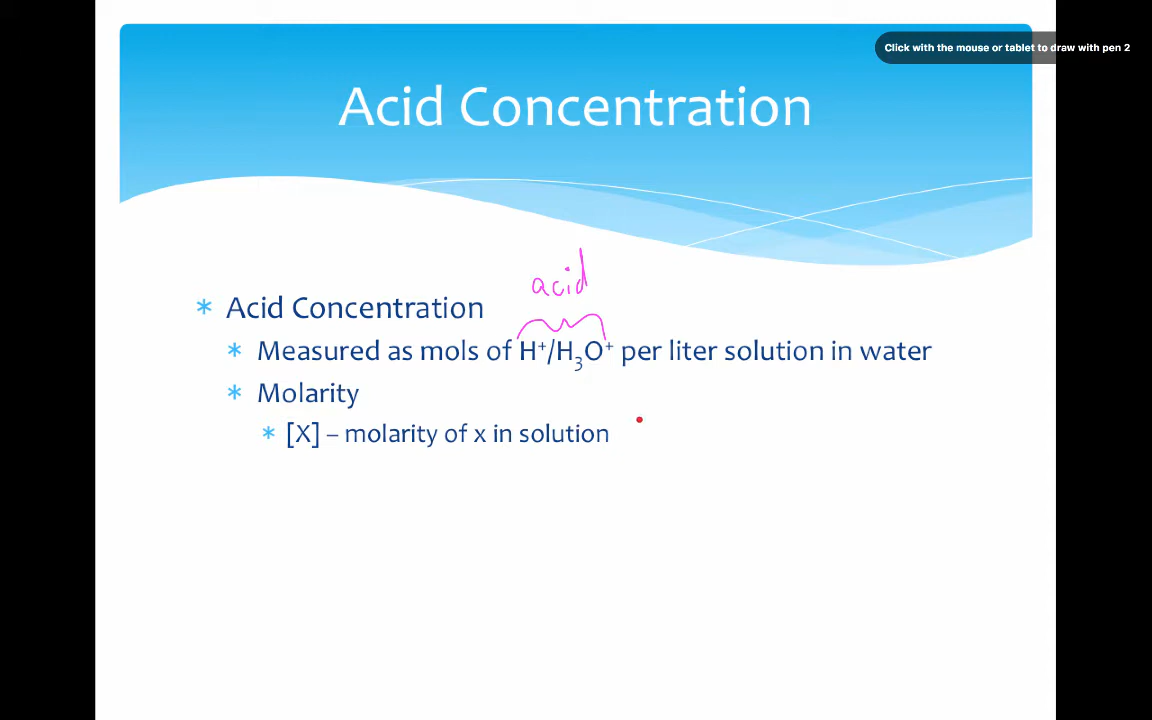 Click with the mouse or tablet to draw with pen 2
Acid Concentration
acid
* Acid Concentration
* Measured as mols of H⁺/H₃O⁺ per liter solution in water
* Molarity
* [X] – molarity of x in solution